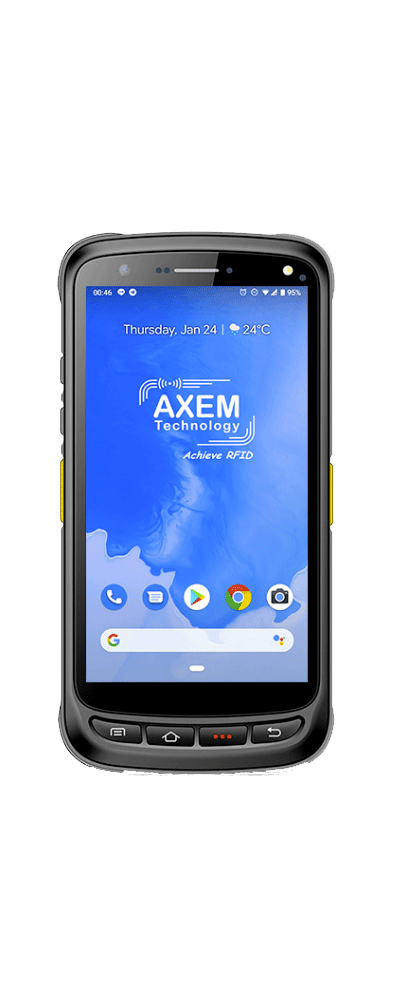 00:46 95%
Thursday, Jan 24 | 24°C
AXEM
Technology
Achieve RFID
G